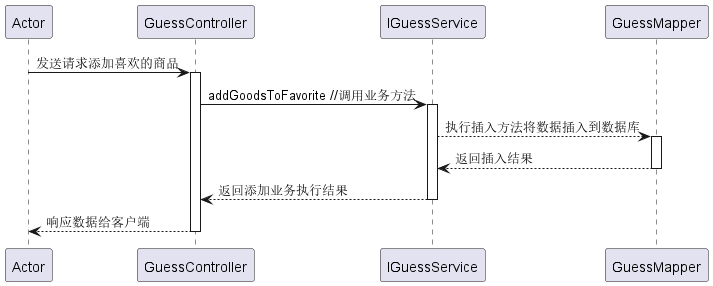 Actor
GuessController
IGuessService
GuessMapper
发送请求添加喜欢的商品
addGoodsToFavorite //调用业务方法
执行插入方法将数据插入到数据库
返回插入结果
返回添加业务执行结果
响应数据给客户端
Actor
GuessController
IGuessService
GuessMapper